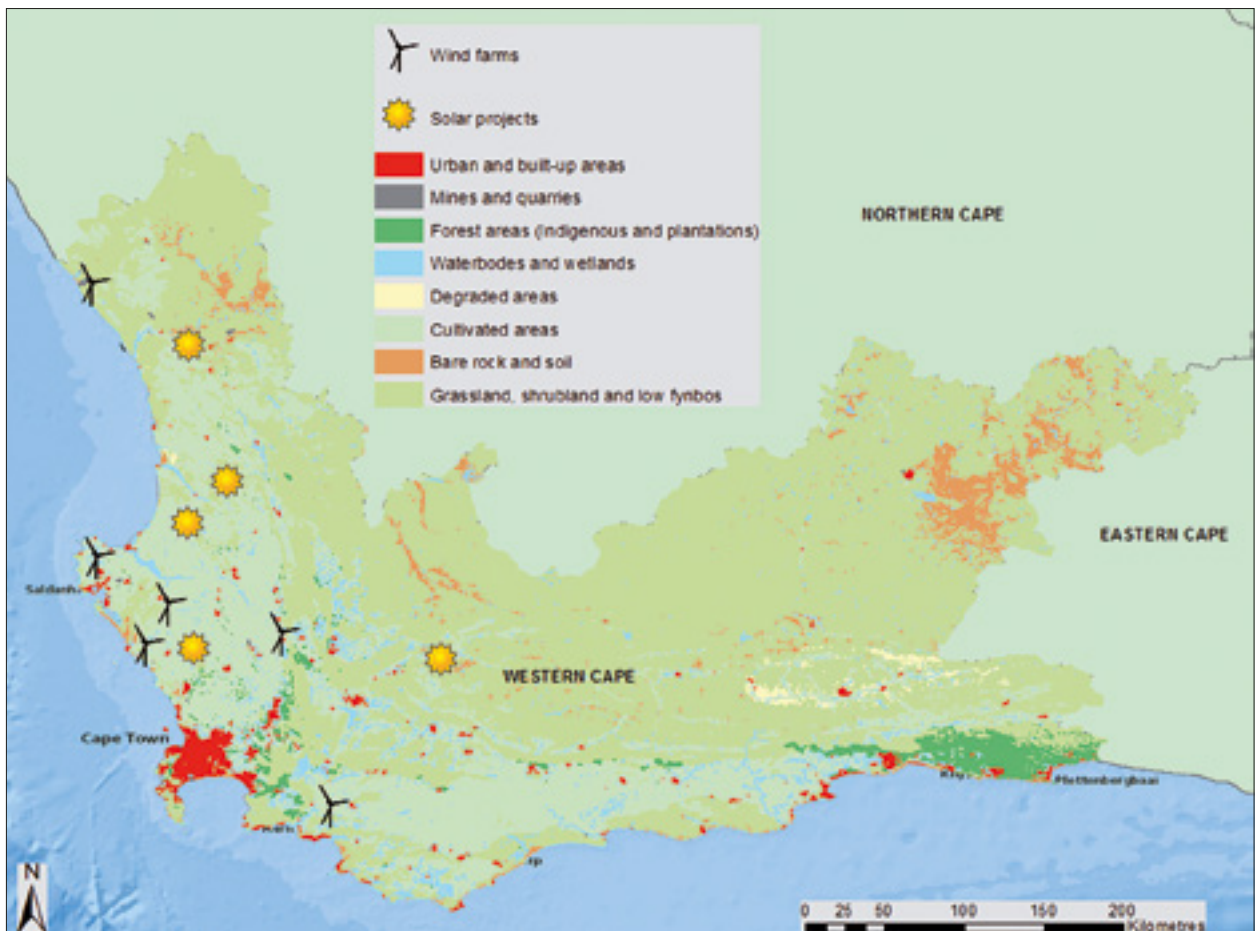 Wind farms
Solar projects
Urban and built-up areas
Mines and quarries
Forest areas (Indigenous and plantations)
Waterbodes and wetlands
Degraded areas
Cultivated areas
Bare rock and soil
Grassland, shrubland and low fynbos
NORTHERN CAPE
EASTERN CAPE
Saldanha
WESTERN CAPE
Cape Town
Plettenbergbaai
N
0 25 50 100 150 200
Kilometres